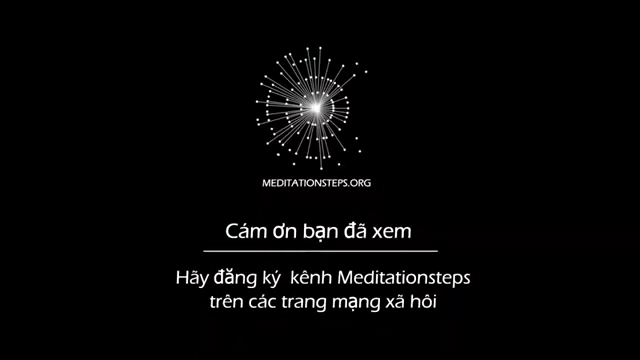 MEDITATIONSTEPS.ORG
Cám ơn bạn đã xem
Hãy đăng ký kênh Meditationsteps
trên các trang mạng xã hôi